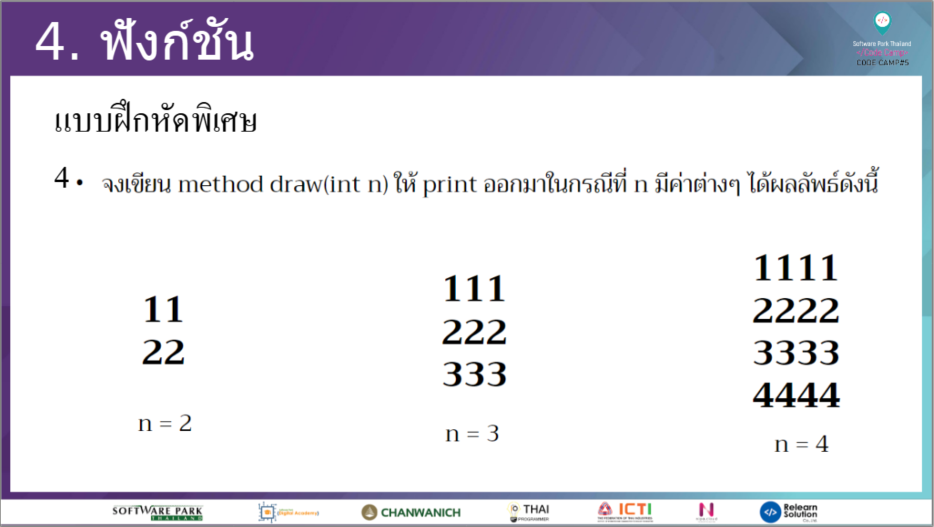 4. ฟังก์ชัน
Software Park Thailand
CODE CAMP#5
แบบฝึกหัดพิเศษ
4. จงเขียน method draw(int n) ให้ print ออกมาในกรณีที่ n มีค่าต่างๆ ได้ผลลัพธ์ดังนี้
11
22
n = 2
111
222
333
n = 3
1111
2222
3333
4444
n = 4
SOFTWARE PARK
THAILAND
CHANWANICH
THAI
PROGRAMMER
ICTI
N
Relearn
Solution